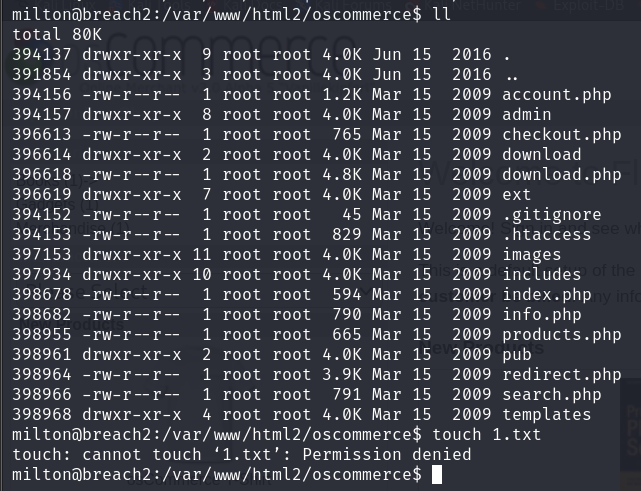 milton@breach2:/var/www/html2/oscommerce$ ll
total 80K
394137 drwxr-xr-x  9 root root 4.0K Jun 15  2016 .
391854 drwxr-xr-x  3 root root 4.0K Jun 15  2016 ..
394156 -rw-r--r--  1 root root 1.2K Mar 15  2009 account.php
394157 drwxr-xr-x  8 root root 4.0K Mar 15  2009 admin
396613 -rw-r--r--  1 root root  765 Mar 15  2009 checkout.php
396614 drwxr-xr-x  2 root root 4.0K Mar 15  2009 download
396618 -rw-r--r--  1 root root 4.8K Mar 15  2009 download.php
396619 drwxr-xr-x  7 root root 4.0K Mar 15  2009 ext
394152 -rw-r--r--  1 root root   45 Mar 15  2009 .gitignore
394153 -rw-r--r--  1 root root  829 Mar 15  2009 .htaccess
397153 drwxr-xr-x 11 root root 4.0K Mar 15  2009 images
397934 drwxr-xr-x 10 root root 4.0K Mar 15  2009 includes
398678 -rw-r--r--  1 root root  594 Mar 15  2009 index.php
398682 -rw-r--r--  1 root root  790 Mar 15  2009 info.php
398955 -rw-r--r--  1 root root  665 Mar 15  2009 products.php
398961 drwxr-xr-x  2 root root 4.0K Mar 15  2009 pub
398964 -rw-r--r--  1 root root 3.9K Mar 15  2009 redirect.php
398966 -rw-r--r--  1 root root  791 Mar 15  2009 search.php
398968 drwxr-xr-x  4 root root 4.0K Mar 15  2009 templates
milton@breach2:/var/www/html2/oscommerce$ touch 1.txt
touch: cannot touch ‘1.txt’: Permission denied
milton@breach2:/var/www/html2/oscommerce$